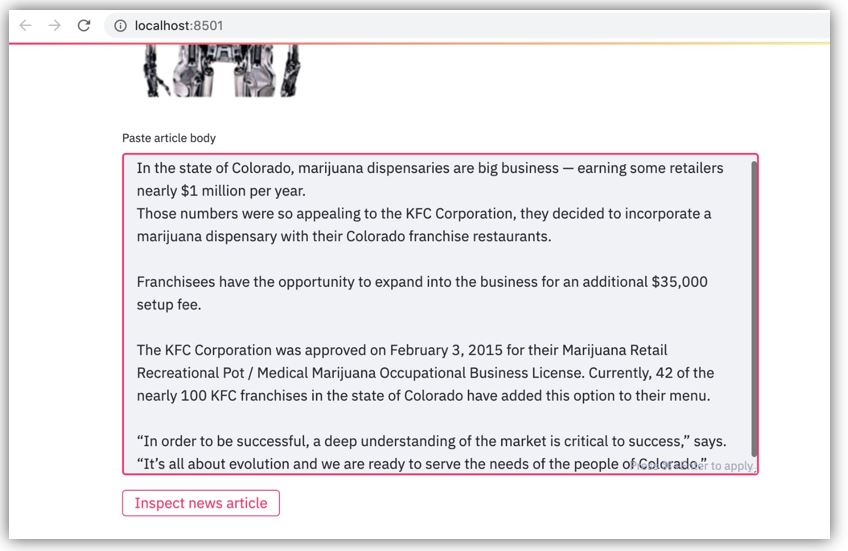 localhost:8501
Paste article body
In the state of Colorado, marijuana dispensaries are big business — earning some retailers
nearly $1 million per year.
Those numbers were so appealing to the KFC Corporation, they decided to incorporate a
marijuana dispensary with their Colorado franchise restaurants.
Franchisees have the opportunity to expand into the business for an additional $35,000
setup fee.
The KFC Corporation was approved on February 3, 2015 for their Marijuana Retail
Recreational Pot / Medical Marijuana Occupational Business License. Currently, 42 of the
nearly 100 KFC franchises in the state of Colorado have added this option to their menu.
“In order to be successful, a deep understanding of the market is critical to success,” says.
“It’s all about evolution and we are ready to serve the needs of the people of Colorado.”
to apply
Inspect news article